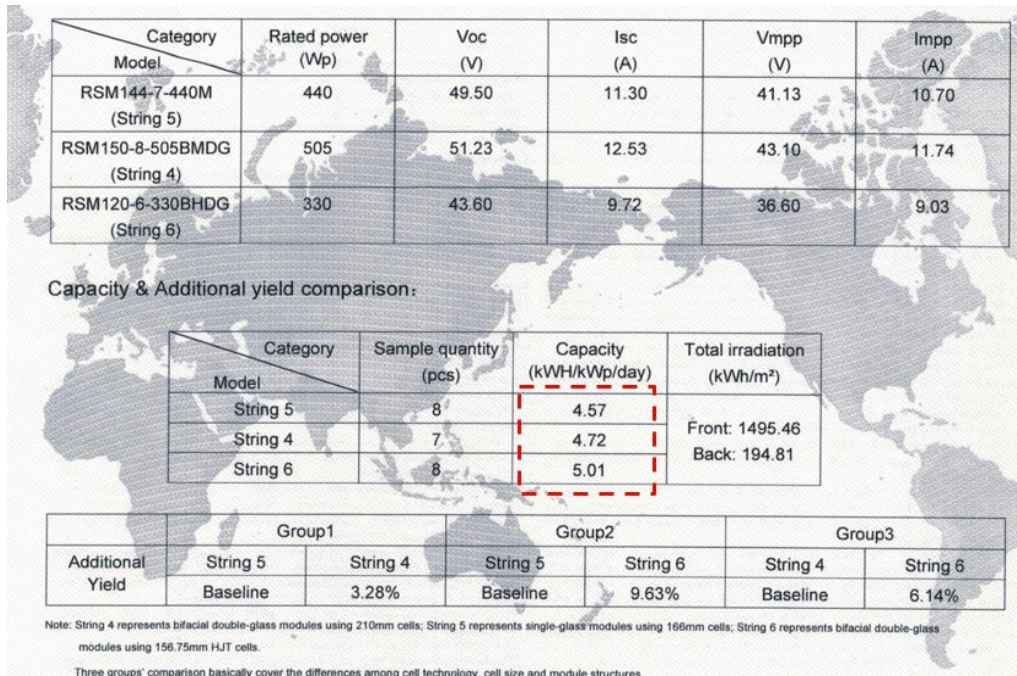 Category Rated power Voc Isc Vmpp Impp
Model (Wp) (V) (A) (V) (A)
RSM144-7-440M 440 49.50 11.30 41.13 10.70
(String 5)
RSM150-8-505BMDG 505 51.23 12.53 43.10 11.74
(String 4)
RSM120-6-330BHDG 330 43.60 9.72 36.60 9.03
(String 6)
Capacity & Additional yield comparison:
Category Sample quantity Capacity Total irradiation
Model (pcs) (kWH/kWp/day) (kWh/m²)
String 5 8 4.57
Front: 1495.46
String 4 7 4.72
Back: 194.81
String 6 8 5.01
Group1 Group2 Group3
Additional String 5 String 4 String 5 String 6 String 4 String 6
Yield Baseline 3.28% Baseline 9.63% Baseline 6.14%
Note: String 4 represents bifacial double-glass modules using 210mm cells; String 5 represents single-glass modules using 166mm cells; String 6 represents bifacial double-glass
modules using 156.75mm HJT cells.
Three groups' comparison basically cover the differences among cell technology, cell size and module structures.